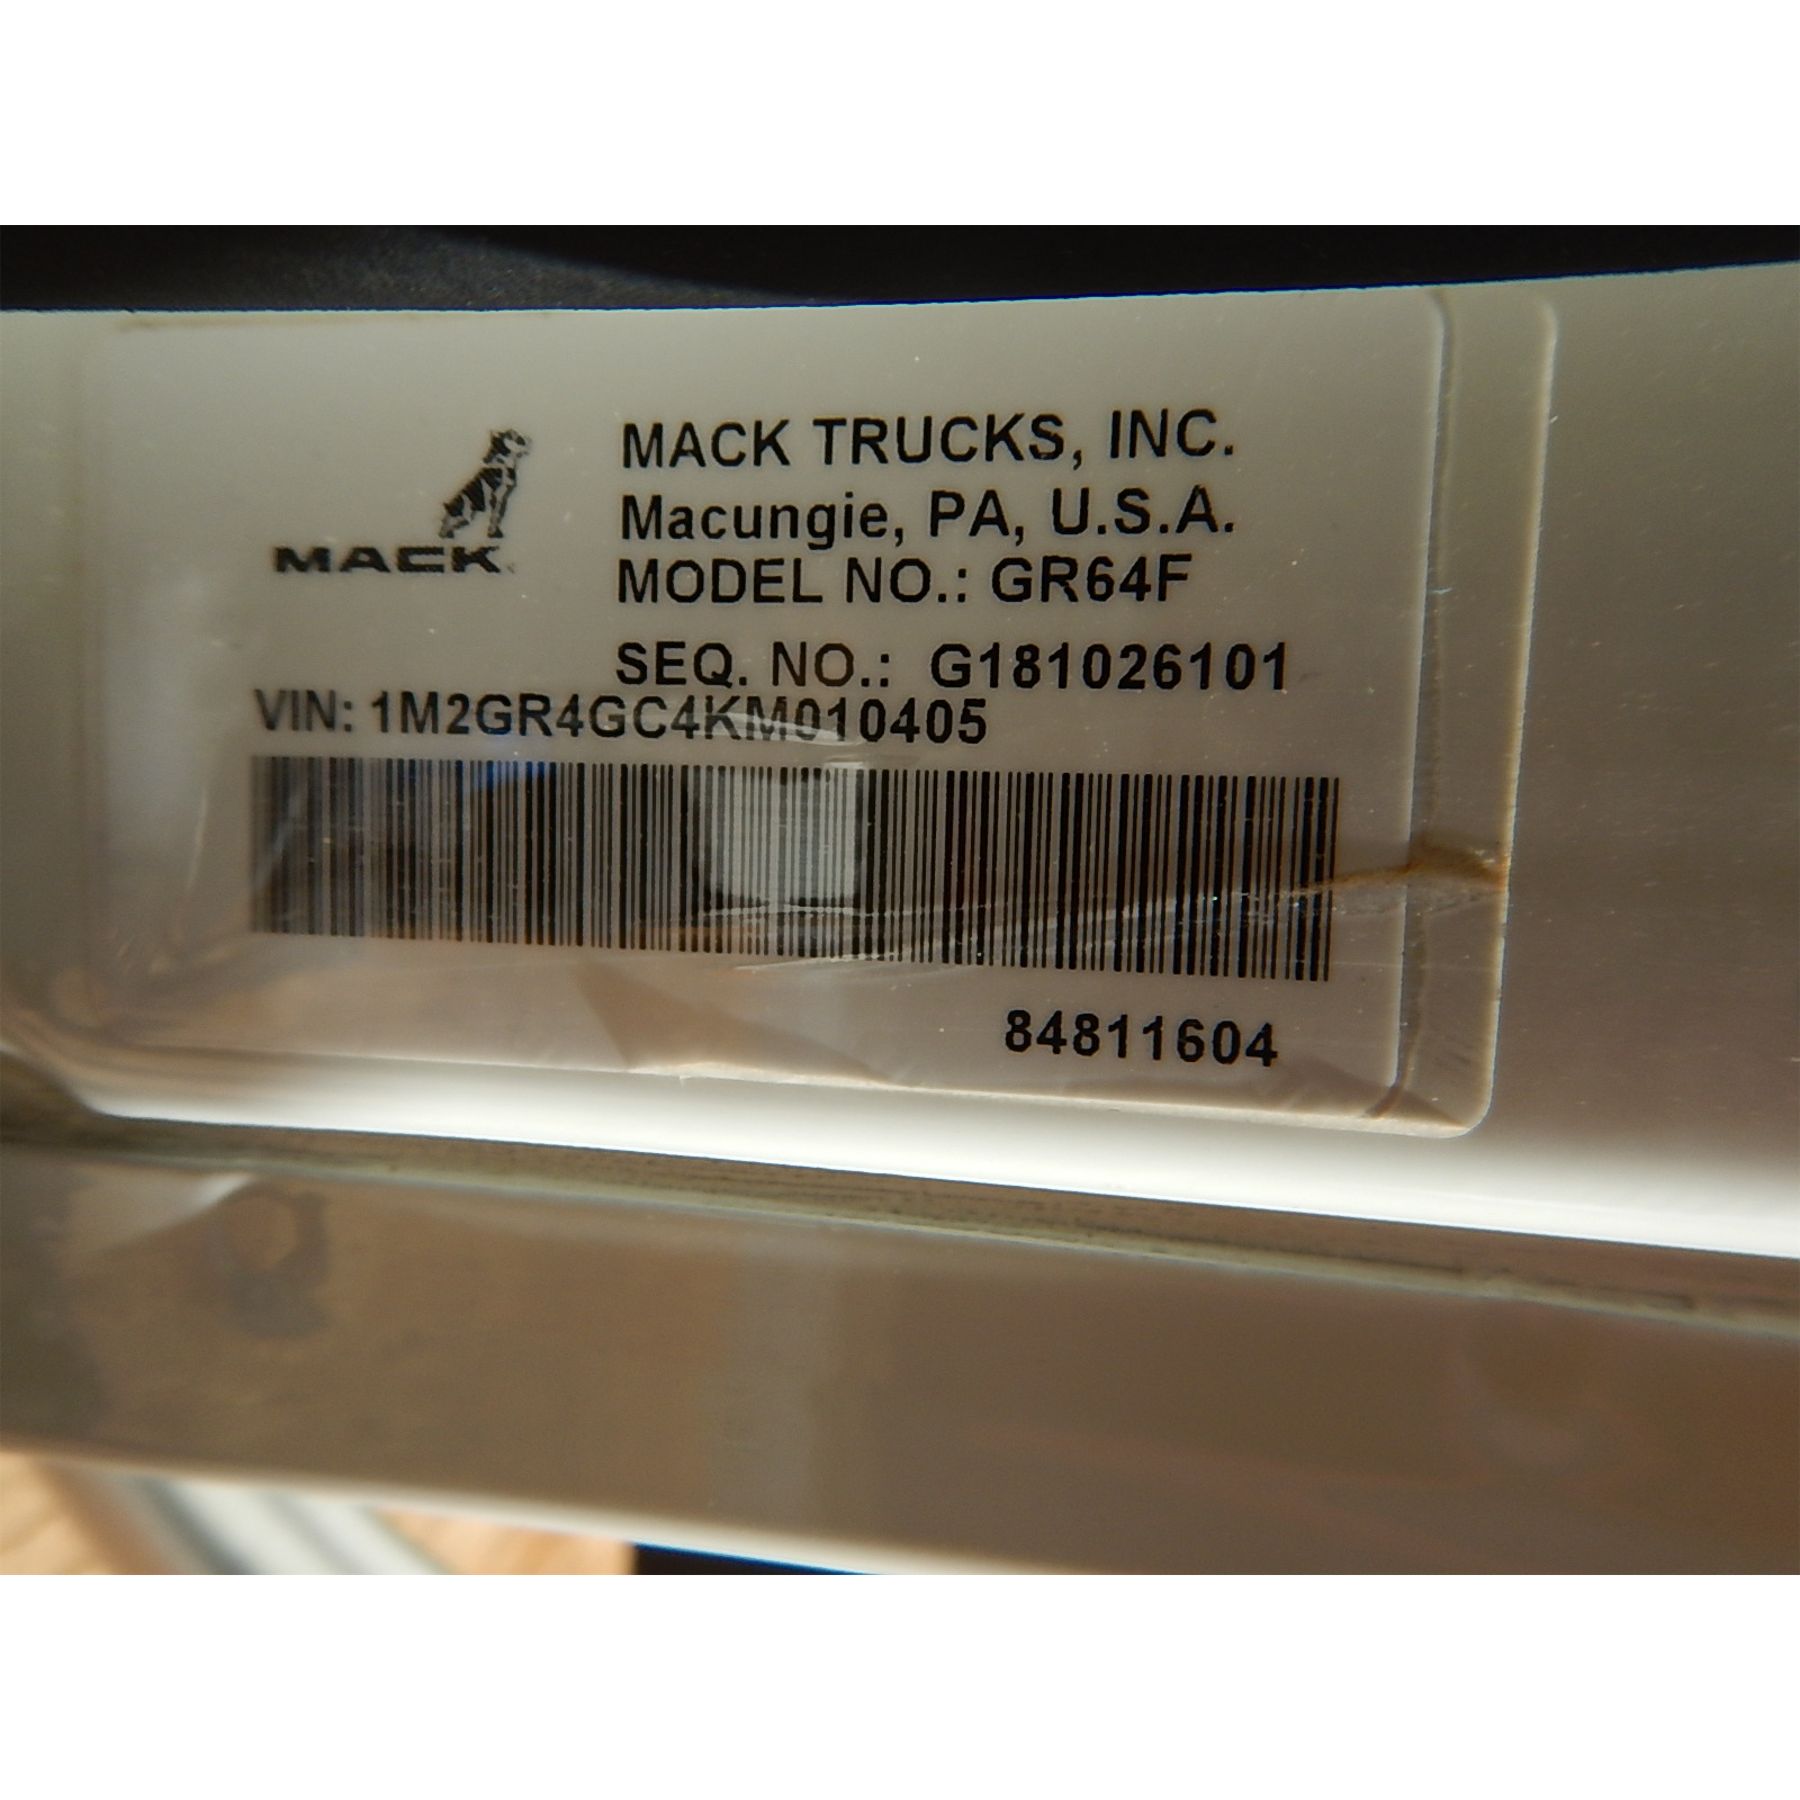 MACK
MACK TRUCKS, INC.
Macungie, PA, U.S.A.
MODEL NO.: GR64F
SEQ. NO.: G181026101
VIN: 1M2GR4GC4KM010405
84811604